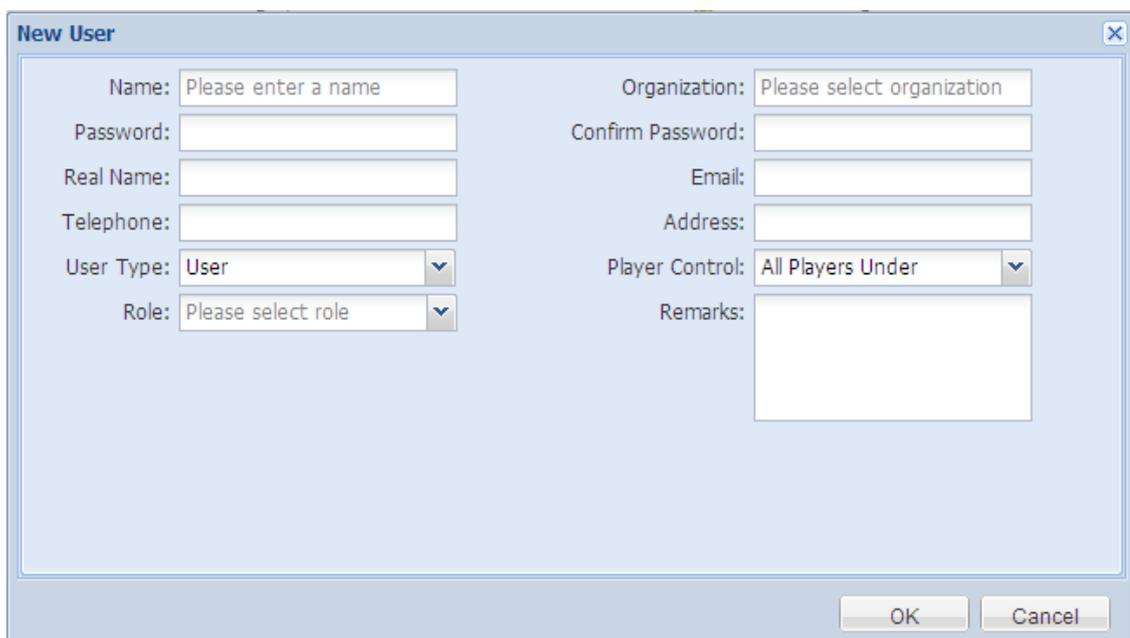 New User
Name: Please enter a name Organization: Please select organization
Password: Confirm Password:
Real Name: Email:
Telephone: Address:
User Type: User Player Control: All Players Under
Role: Please select role Remarks:
OK Cancel